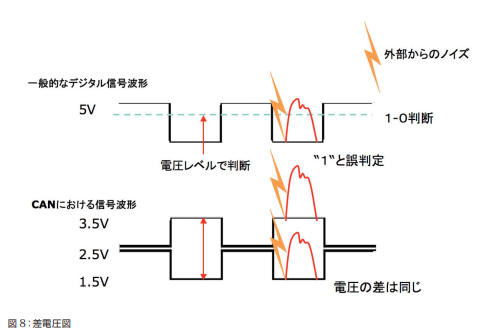 外部からのノイズ
一般的なデジタル信号波形
5V
1-0判断
電圧レベルで判断
"1"と誤判定
CANにおける信号波形
3.5V
2.5V
1.5V
電圧の差は同じ
図8:差電圧図